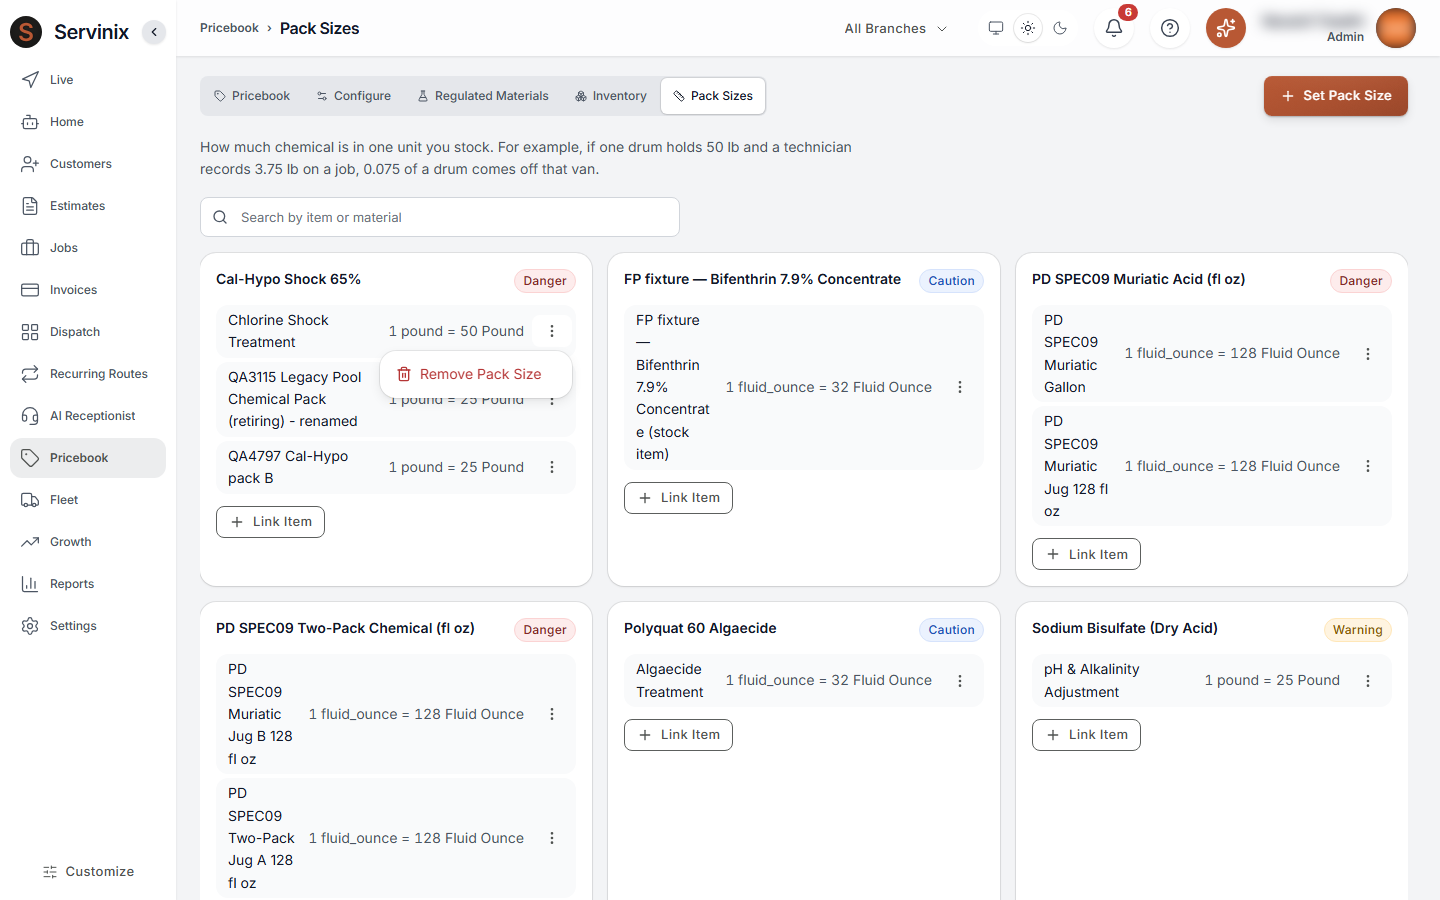 Servinix
Live
Home
Customers
Estimates
Jobs
Invoices
Dispatch
Recurring Routes
AI Receptionist
Pricebook
Fleet
Growth
Reports
Settings
Customize
Pricebook › Pack Sizes
All Branches
6
Admin
Pricebook
Configure
Regulated Materials
Inventory
Pack Sizes
Set Pack Size
How much chemical is in one unit you stock. For example, if one drum holds 50 lb and a technician
records 3.75 lb on a job, 0.075 of a drum comes off that van.
Search by item or material
Cal-Hypo Shock 65%
Danger
Chlorine Shock
Treatment
1 pound = 50 Pound
Remove Pack Size
QA3115 Legacy Pool
Chemical Pack
(retiring) - renamed
1 pound = 25 Pound
QA4797 Cal-Hypo
pack B
1 pound = 25 Pound
Link Item
FP fixture — Bifenthrin 7.9% Concentrate
Caution
FP fixture
—
Bifenthrin
7.9%
Concentrat
e (stock
item)
1 fluid_ounce = 32 Fluid Ounce
Link Item
PD SPEC09 Muriatic Acid (fl oz)
Danger
PD
SPEC09
Muriatic
Gallon
1 fluid_ounce = 128 Fluid Ounce
PD
SPEC09
Muriatic
Jug 128 fl
oz
1 fluid_ounce = 128 Fluid Ounce
Link Item
PD SPEC09 Two-Pack Chemical (fl oz)
Danger
PD
SPEC09
Muriatic
Jug B 128
fl oz
1 fluid_ounce = 128 Fluid Ounce
PD
SPEC09
Two-Pack
Jug A 128
fl oz
1 fluid_ounce = 128 Fluid Ounce
Polyquat 60 Algaecide
Caution
Algaecide
Treatment
1 fluid_ounce = 32 Fluid Ounce
Link Item
Sodium Bisulfate (Dry Acid)
Warning
pH & Alkalinity
Adjustment
1 pound = 25 Pound
Link Item